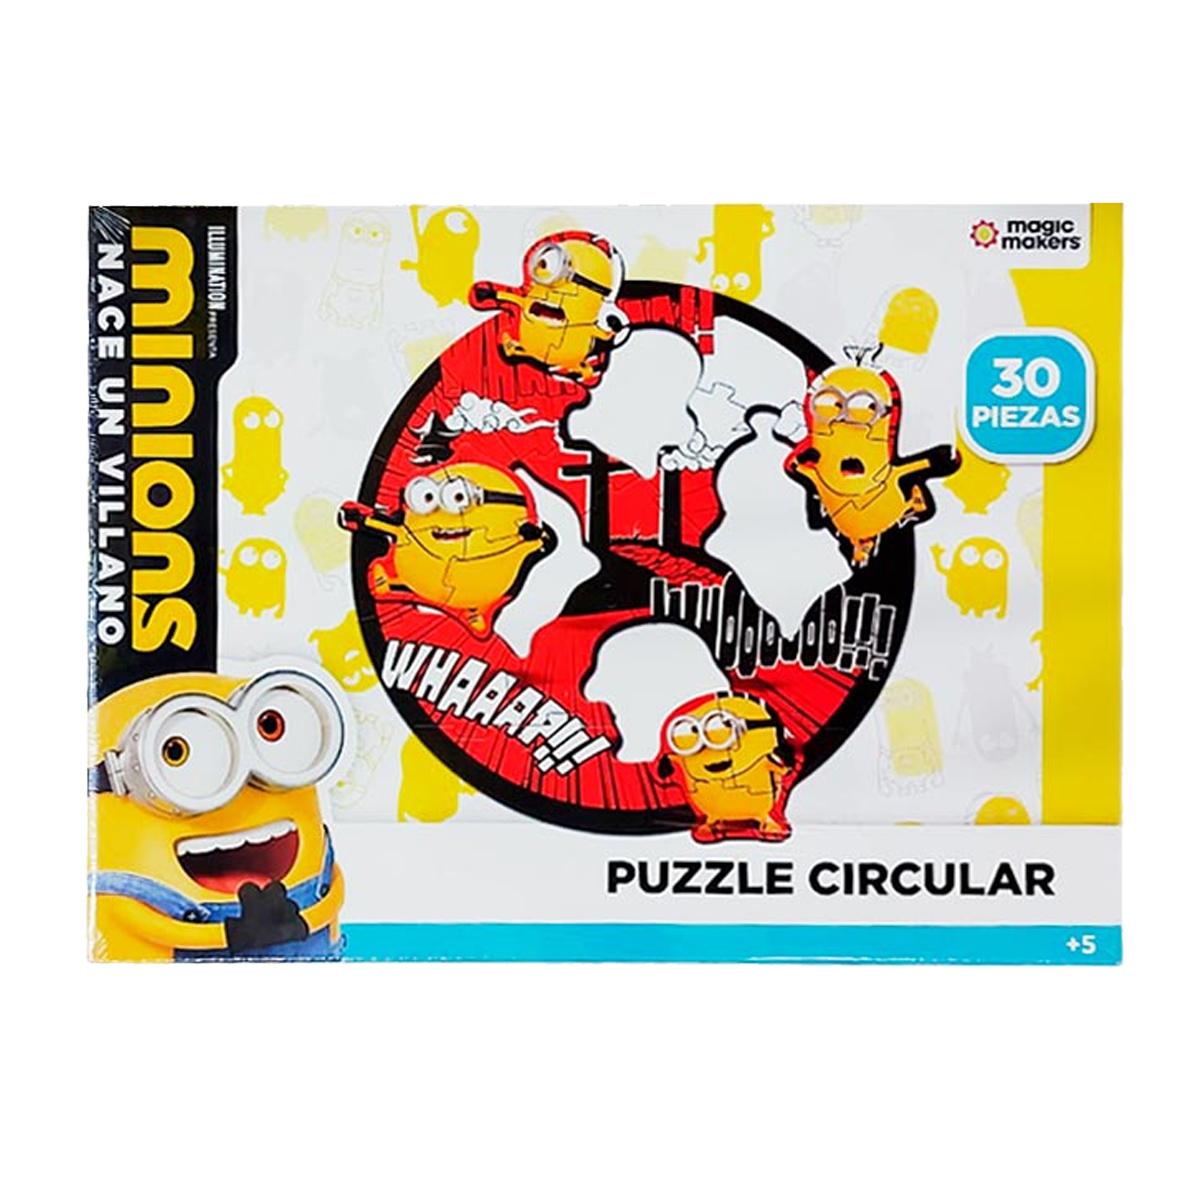 ILLUMINATION PRESENTA
MINIONS
NACE UN VILLANO
magic
makers
30
PIEZAS
!!
WHAAAP!!!
PUZZLE CIRCULAR
+5